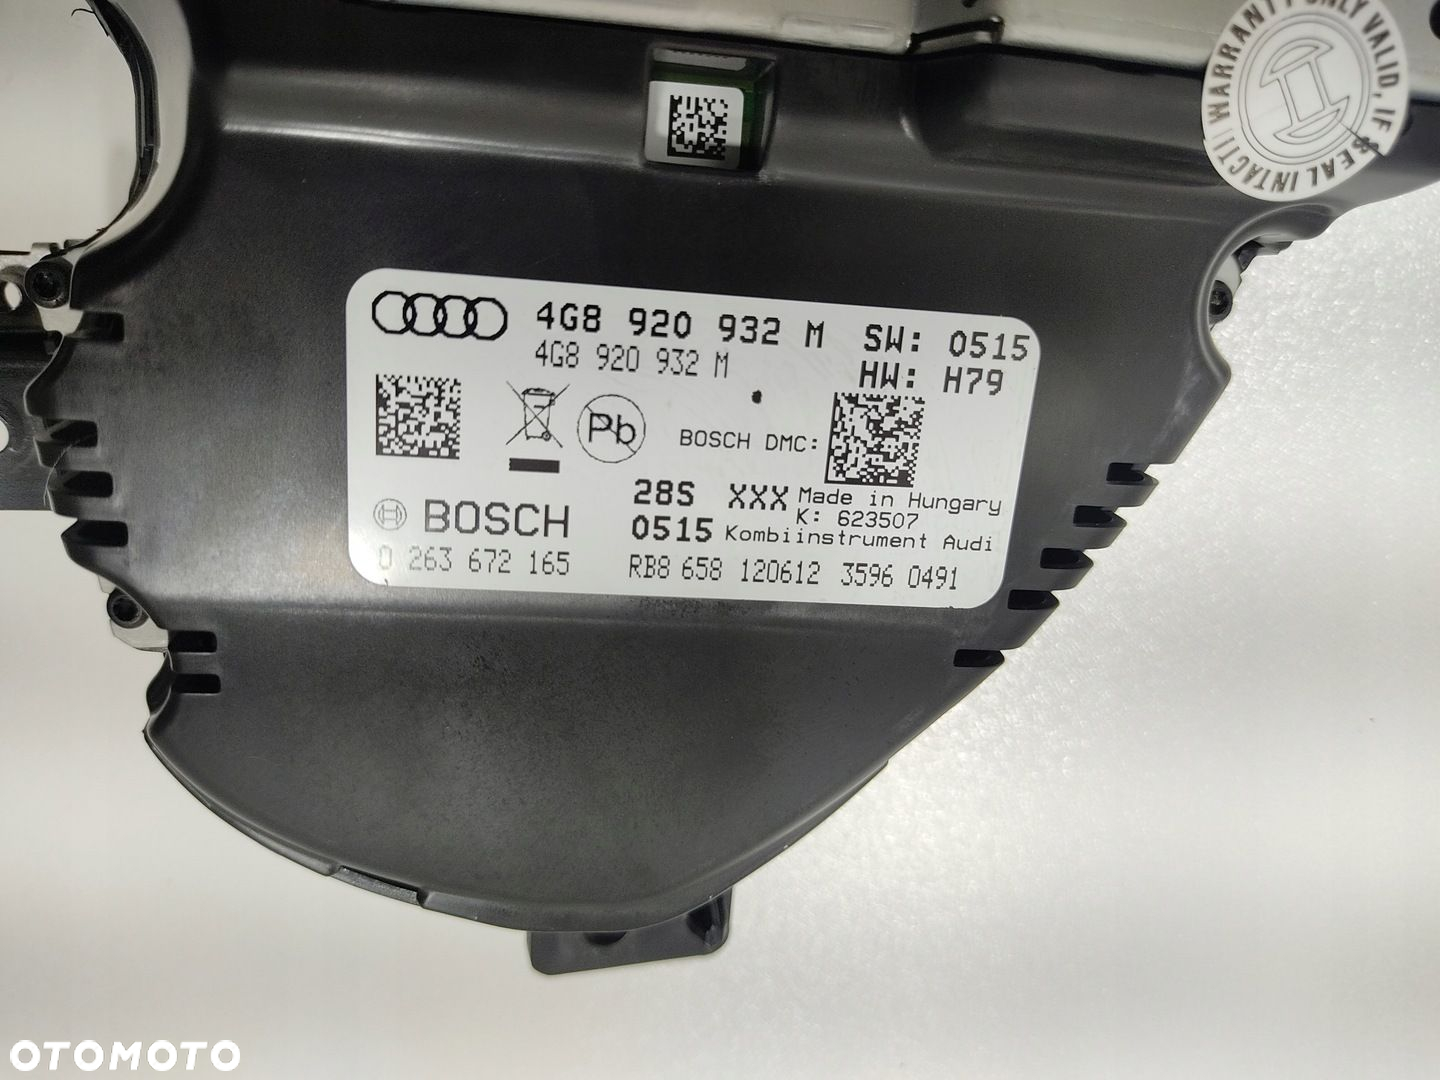 WARRANTY ONLY VALID, IF SEAL INTACT!
4G8 920 932 M SW: 0515
4G8 920 932 M HW: H79
Pb BOSCH DMC:
28S XXX Made in Hungary
K: 623507
BOSCH 0515 Kombiinstrument Audi
0 263 672 165 RB8 658 120612 3596 0491
OTOMOTO